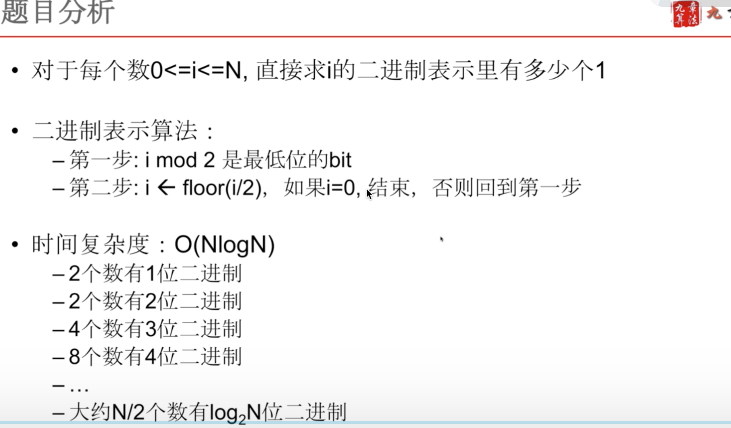 题目分析
九章
算法
九
• 对于每个数0<=i<=N, 直接求i的二进制表示里有多少个1
• 二进制表示算法：
– 第一步: i mod 2 是最低位的bit
– 第二步: i ← floor(i/2)，如果i=0, 结束，否则回到第一步
• 时间复杂度：O(NlogN)
– 2个数有1位二进制
– 2个数有2位二进制
– 4个数有3位二进制
– 8个数有4位二进制
– …
– 大约N/2个数有log₂N位二进制